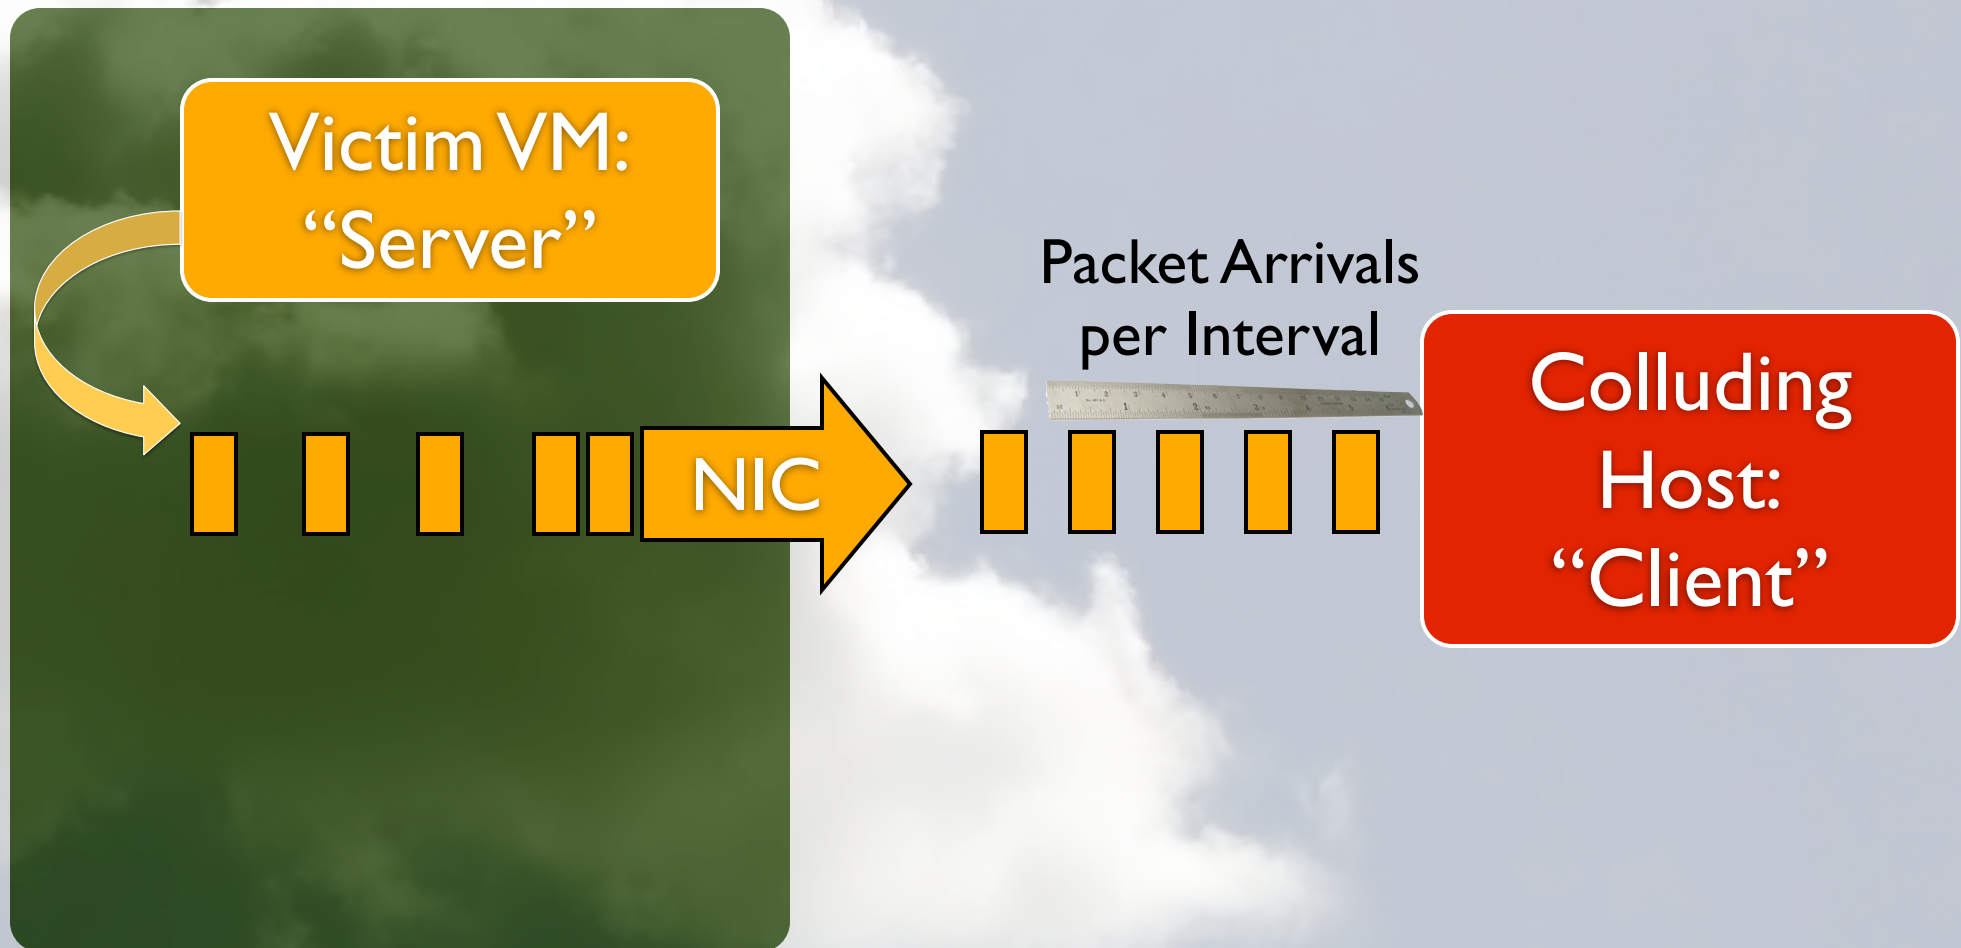 Victim VM:
“Server”
Packet Arrivals
per Interval
NIC
Colluding
Host:
“Client”